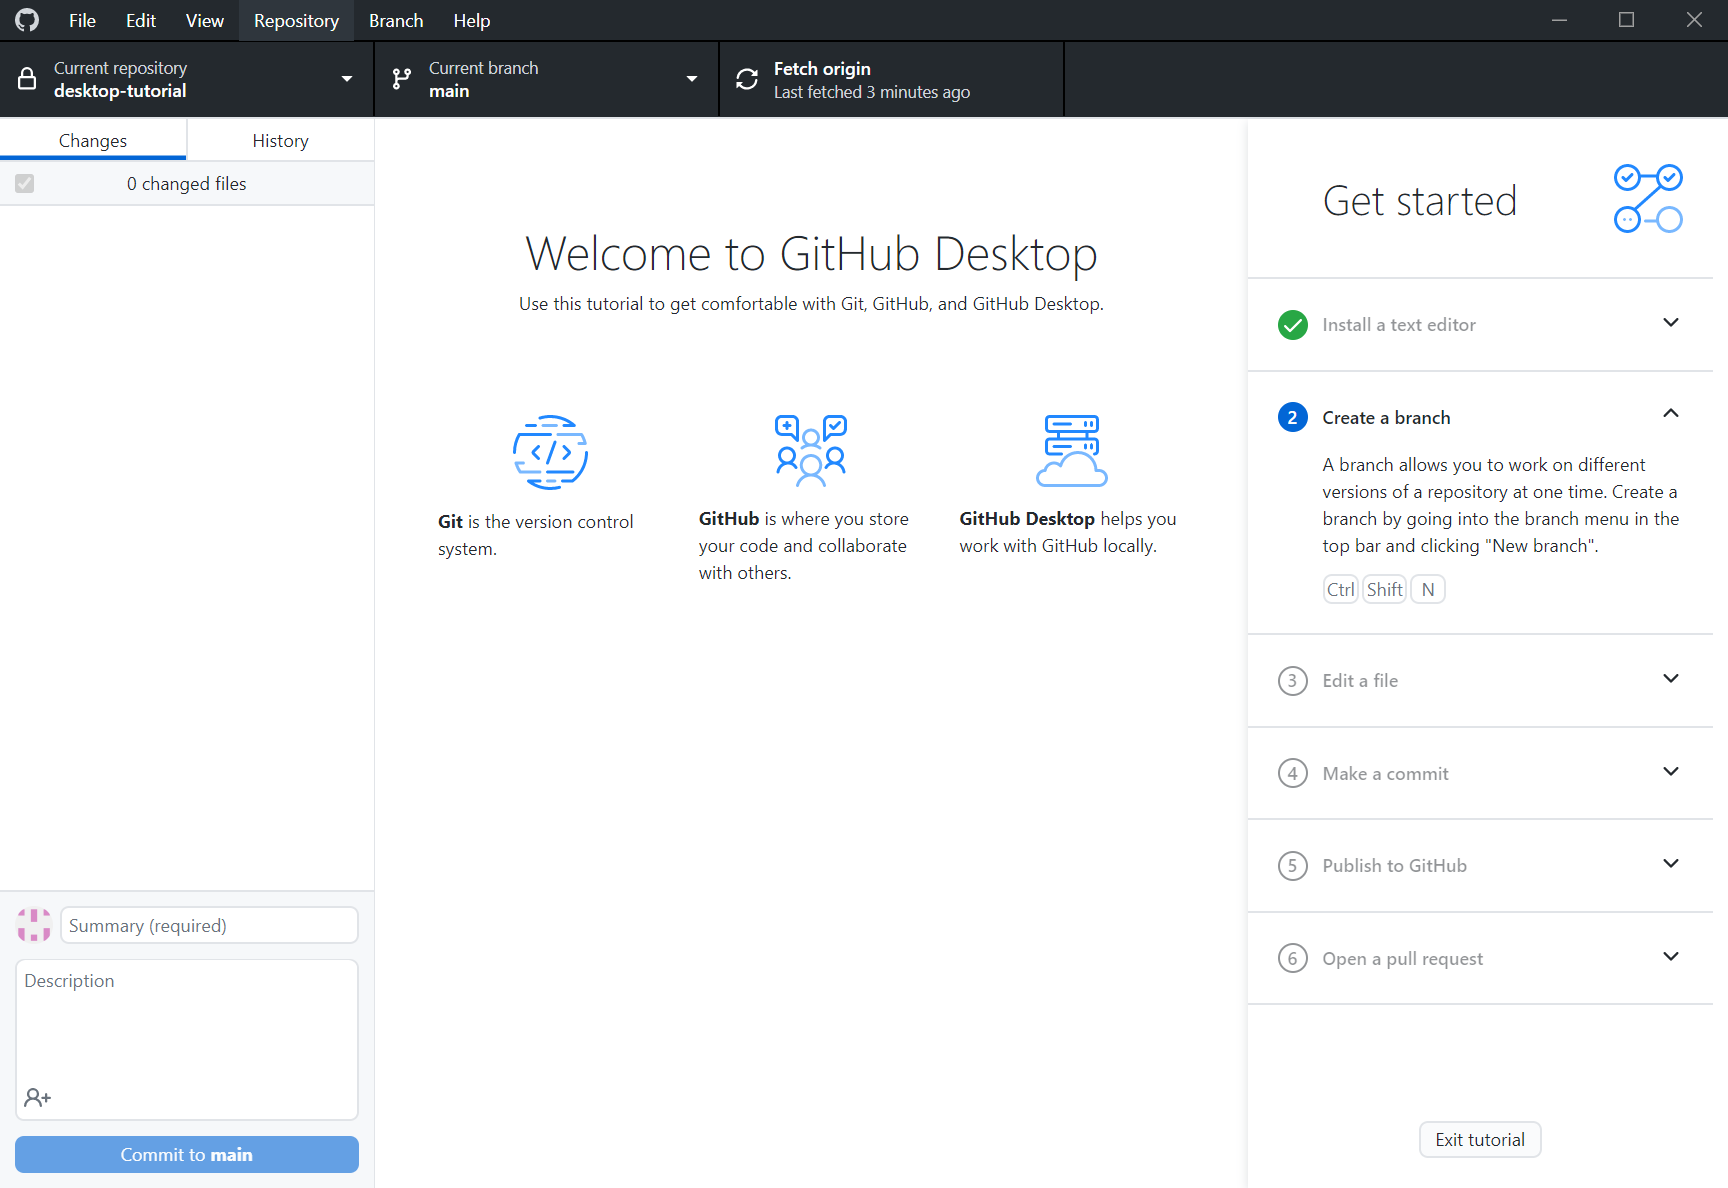 File Edit View Repository Branch Help
Current repository
desktop-tutorial
Current branch
main
Fetch origin
Last fetched 3 minutes ago
Changes History
0 changed files
Summary (required)
Description
Commit to main
Welcome to GitHub Desktop
Use this tutorial to get comfortable with Git, GitHub, and GitHub Desktop.
Git is the version control
system.
GitHub is where you store
your code and collaborate
with others.
GitHub Desktop helps you
work with GitHub locally.
Get started
Install a text editor
2 Create a branch
A branch allows you to work on different
versions of a repository at one time. Create a
branch by going into the branch menu in the
top bar and clicking "New branch".
Ctrl Shift N
3 Edit a file
4 Make a commit
5 Publish to GitHub
6 Open a pull request
Exit tutorial